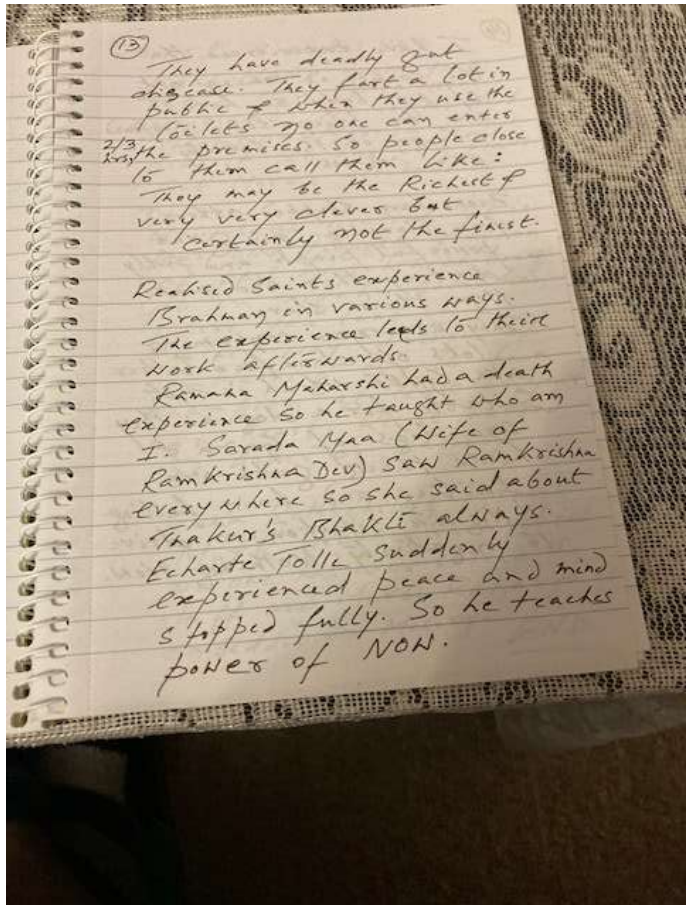 (13)
They have deadly gut
disease. They fart a lot in
public & when they use the
toilets no one can enter
2/3 hrs, the premises. So people close
to them call them like:
They may be the Richest &
very very clever but
certainly not the finest.
Realised Saints experience
Brahman in various ways.
The experience leads to their
work afterwards.
Ramana Maharshi had a death
experience so he taught who am
I. Sarada Maa (Wife of
Ramkrishna Dev) saw Ramkrishna
everywhere so she said about
Thakur's Bhakti always.
Echarte Tolle suddenly
experienced peace and mind
stopped fully. So he teaches
power of NOW.